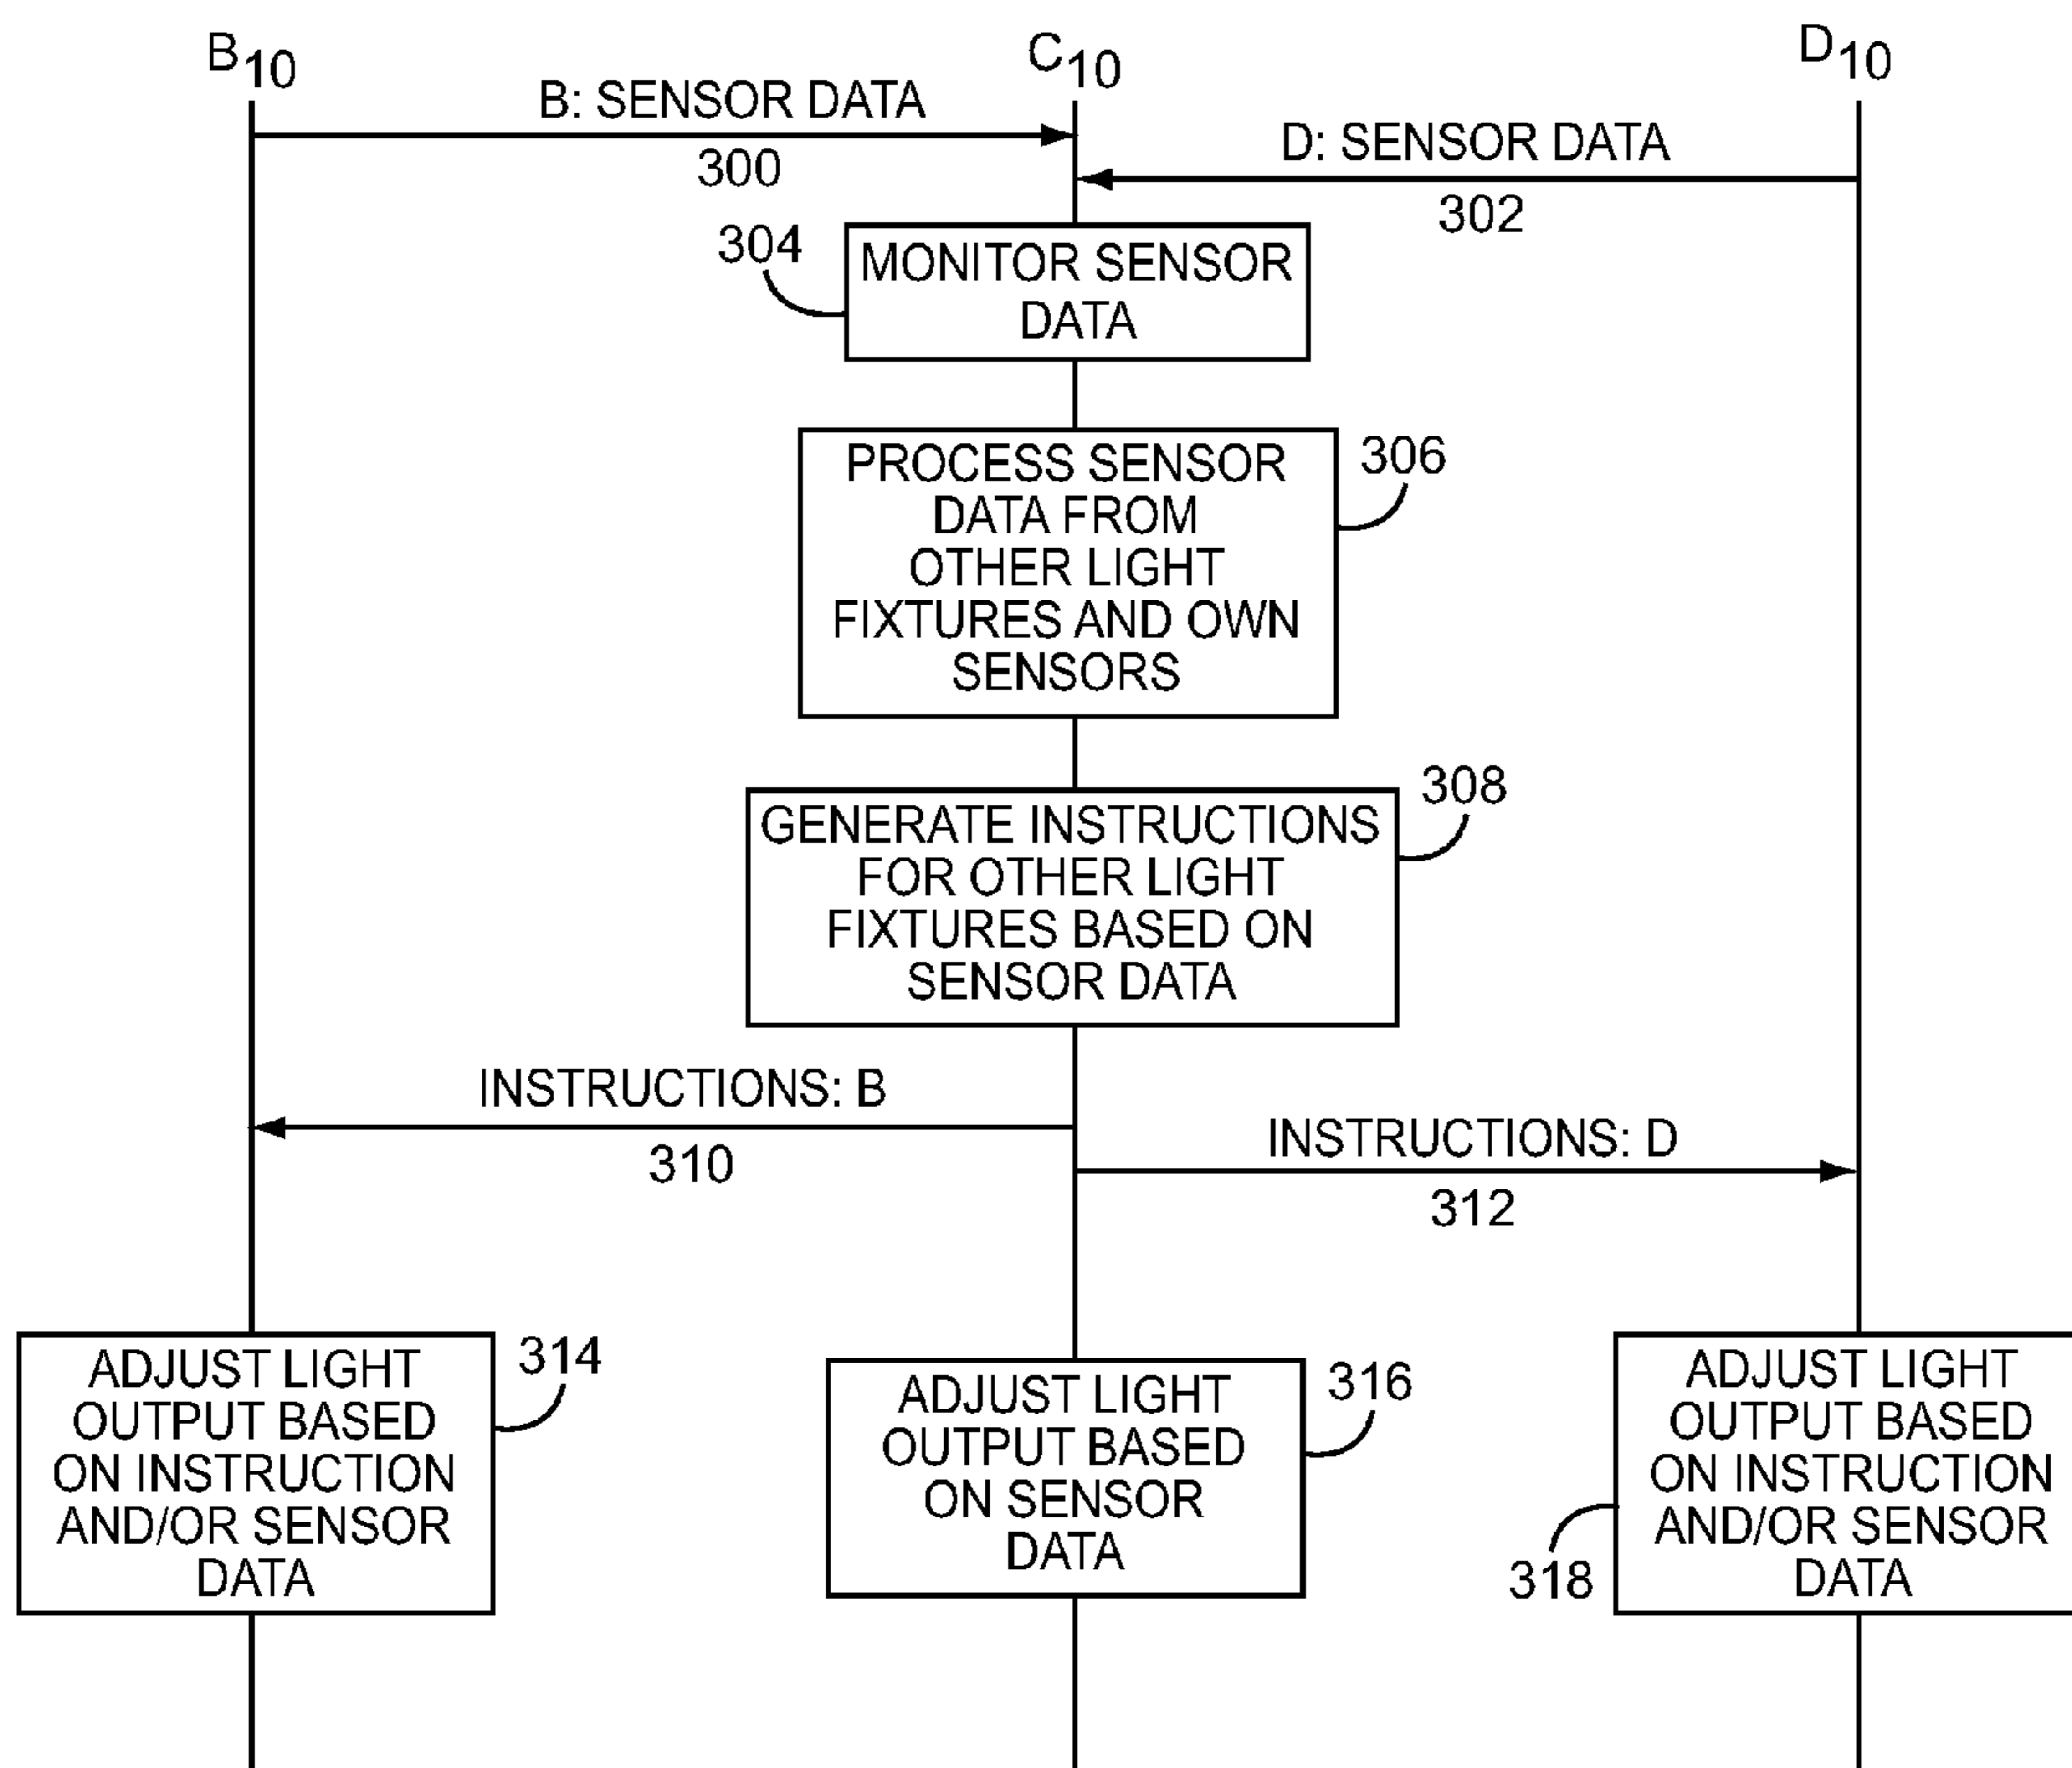 B10
C10
D10
B: SENSOR DATA
300
D: SENSOR DATA
302
304
MONITOR SENSOR
DATA
PROCESS SENSOR
DATA FROM
OTHER LIGHT
FIXTURES AND OWN
SENSORS
306
GENERATE INSTRUCTIONS
FOR OTHER LIGHT
FIXTURES BASED ON
SENSOR DATA
308
INSTRUCTIONS: B
310
INSTRUCTIONS: D
312
ADJUST LIGHT
OUTPUT BASED
ON INSTRUCTION
AND/OR SENSOR
DATA
314
ADJUST LIGHT
OUTPUT BASED
ON SENSOR
DATA
316
ADJUST LIGHT
OUTPUT BASED
ON INSTRUCTION
AND/OR SENSOR
DATA
318